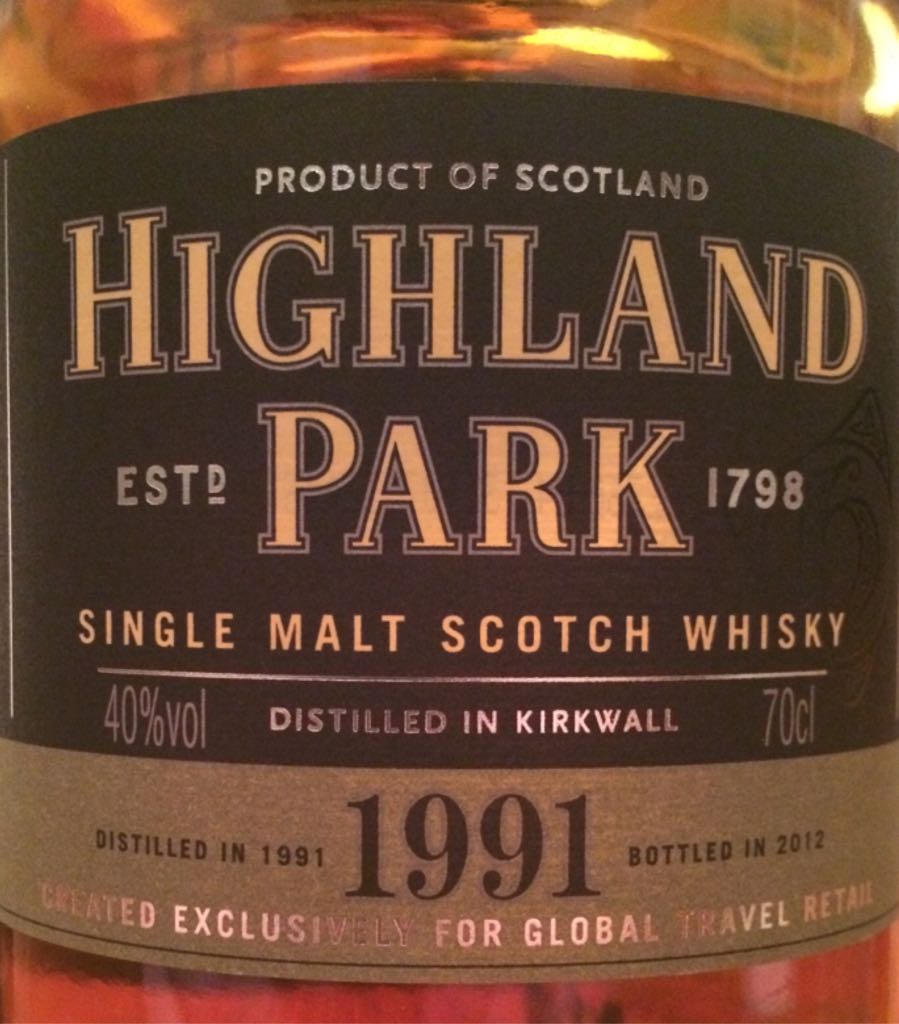 PRODUCT OF SCOTLAND
HIGHLAND
PARK
ESTD 1798
SINGLE MALT SCOTCH WHISKY
40%vol DISTILLED IN KIRKWALL 70cl
DISTILLED IN 1991 1991 BOTTLED IN 2012
CREATED EXCLUSIVELY FOR GLOBAL TRAVEL RETAIL